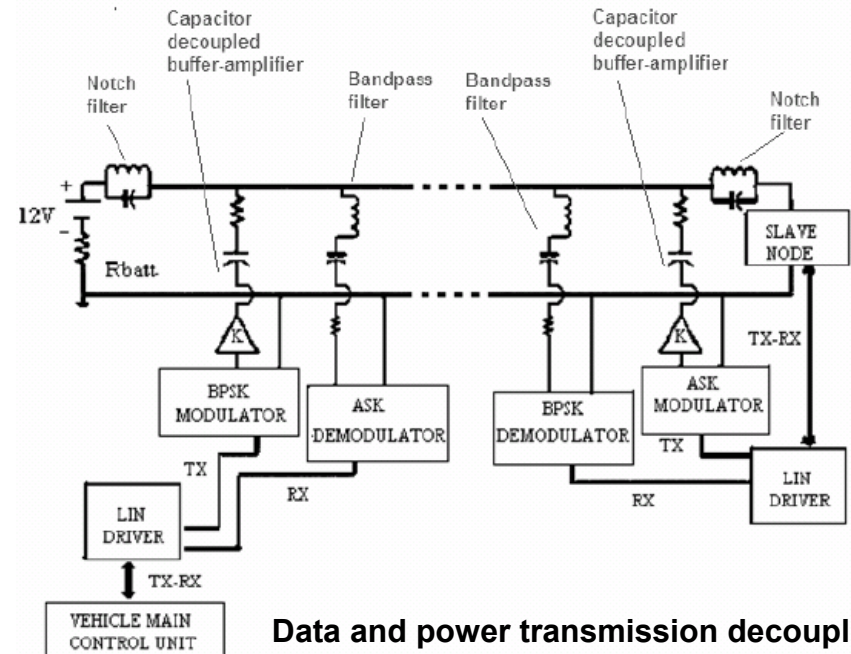 Capacitor
decoupled
buffer-amplifier
Capacitor
decoupled
buffer-amplifier
Notch
filter
Bandpass
filter
Bandpass
filter
Notch
filter
+
12V
−
Rbatt.
SLAVE
NODE
K
K
TX-RX
BPSK
MODULATOR
ASK
DEMODULATOR
BPSK
DEMODULATOR
ASK
MODULATOR
TX
RX
TX
RX
LIN
DRIVER
LIN
DRIVER
TX-RX
VEHICLE MAIN
CONTROL UNIT
Data and power transmission decoupl